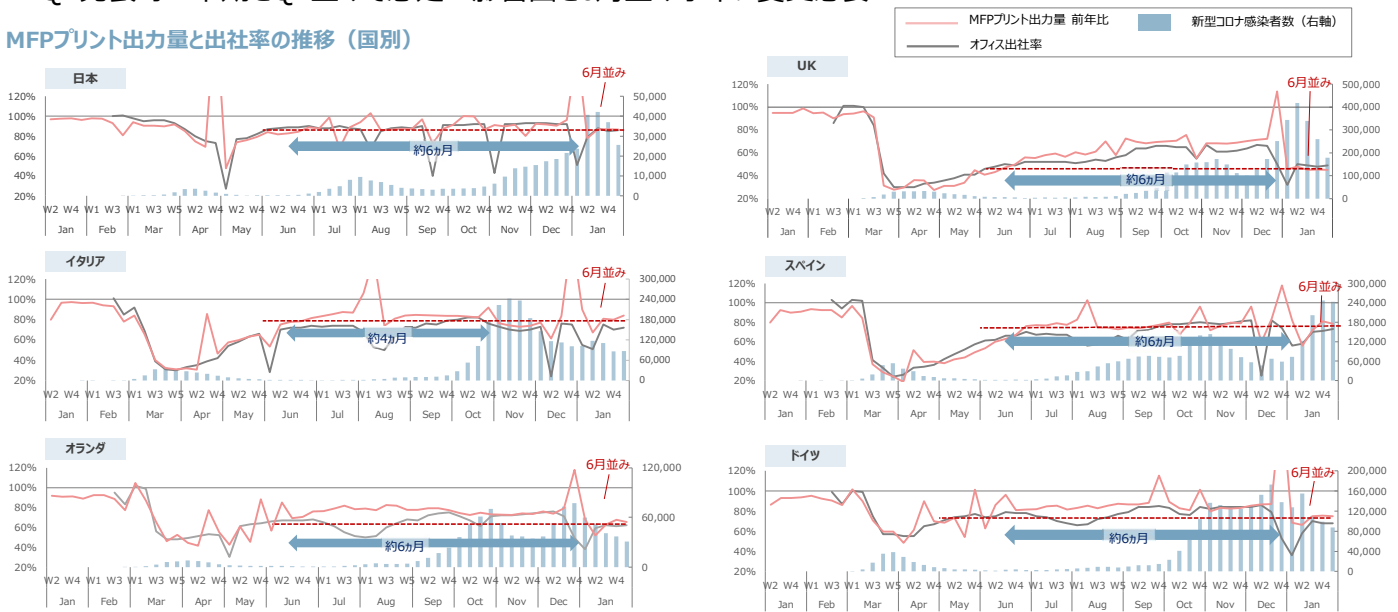 MFPプリント出力量 前年比
新型コロナ感染者数（右軸）
オフィス出社率
MFPプリント出力量と出社率の推移（国別）
日本
6月並み
120%
100%
80%
60%
40%
20%
50,000
40,000
30,000
20,000
10,000
0
約6ヵ月
W2 W4 W1 W3 W1 W3 W5 W2 W4 W2 W4 W2 W4 W1 W3 W1 W3 W5 W2 W4 W2 W4 W2 W4 W2 W4 W2 W4
Jan Feb Mar Apr May Jun Jul Aug Sep Oct Nov Dec Jan
UK
6月並み
120%
100%
80%
60%
40%
20%
500,000
400,000
300,000
200,000
100,000
0
約6ヵ月
W2 W4 W1 W3 W1 W3 W5 W2 W4 W2 W4 W2 W4 W1 W3 W1 W3 W5 W2 W4 W2 W4 W2 W4 W2 W4 W2 W4
Jan Feb Mar Apr May Jun Jul Aug Sep Oct Nov Dec Jan
イタリア
6月並み
120%
100%
80%
60%
40%
20%
300,000
240,000
180,000
120,000
60,000
0
約4ヵ月
W2 W4 W1 W3 W1 W3 W5 W2 W4 W2 W4 W2 W4 W1 W3 W1 W3 W5 W2 W4 W2 W4 W2 W4 W2 W4 W2 W4
Jan Feb Mar Apr May Jun Jul Aug Sep Oct Nov Dec Jan
スペイン
6月並み
120%
100%
80%
60%
40%
20%
300,000
240,000
180,000
120,000
60,000
0
約6ヵ月
W2 W4 W1 W3 W1 W3 W5 W2 W4 W2 W4 W2 W4 W1 W3 W1 W3 W5 W2 W4 W2 W4 W2 W4 W2 W4 W2 W4
Jan Feb Mar Apr May Jun Jul Aug Sep Oct Nov Dec Jan
オランダ
6月並み
120%
100%
80%
60%
40%
20%
120,000
60,000
0
約6ヵ月
W2 W4 W1 W3 W1 W3 W5 W2 W4 W2 W4 W2 W4 W1 W3 W1 W3 W5 W2 W4 W2 W4 W2 W4 W2 W4 W2 W4
Jan Feb Mar Apr May Jun Jul Aug Sep Oct Nov Dec Jan
ドイツ
6月並み
120%
100%
80%
60%
40%
20%
200,000
160,000
120,000
80,000
40,000
0
約6ヵ月
W2 W4 W1 W3 W1 W3 W5 W2 W4 W2 W4 W2 W4 W1 W3 W1 W3 W5 W2 W4 W2 W4 W2 W4 W2 W4 W2 W4
Jan Feb Mar Apr May Jun Jul Aug Sep Oct Nov Dec Jan